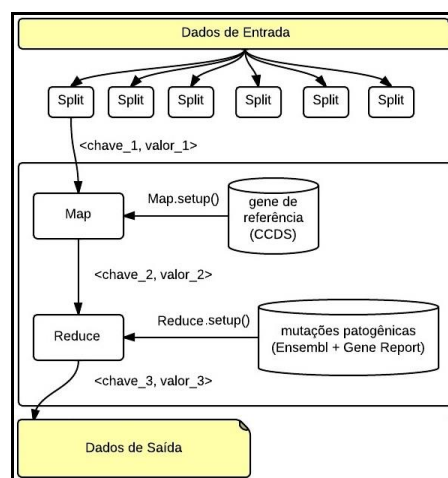 Dados de Entrada
Split Split Split Split Split Split
<chave_1, valor_1>
Map
Map.setup()
gene de
referência
(CCDS)
<chave_2, valor_2>
Reduce
Reduce.setup()
mutações patogênicas
(Ensembl + Gene Report)
<chave_3, valor_3>
Dados de Saída